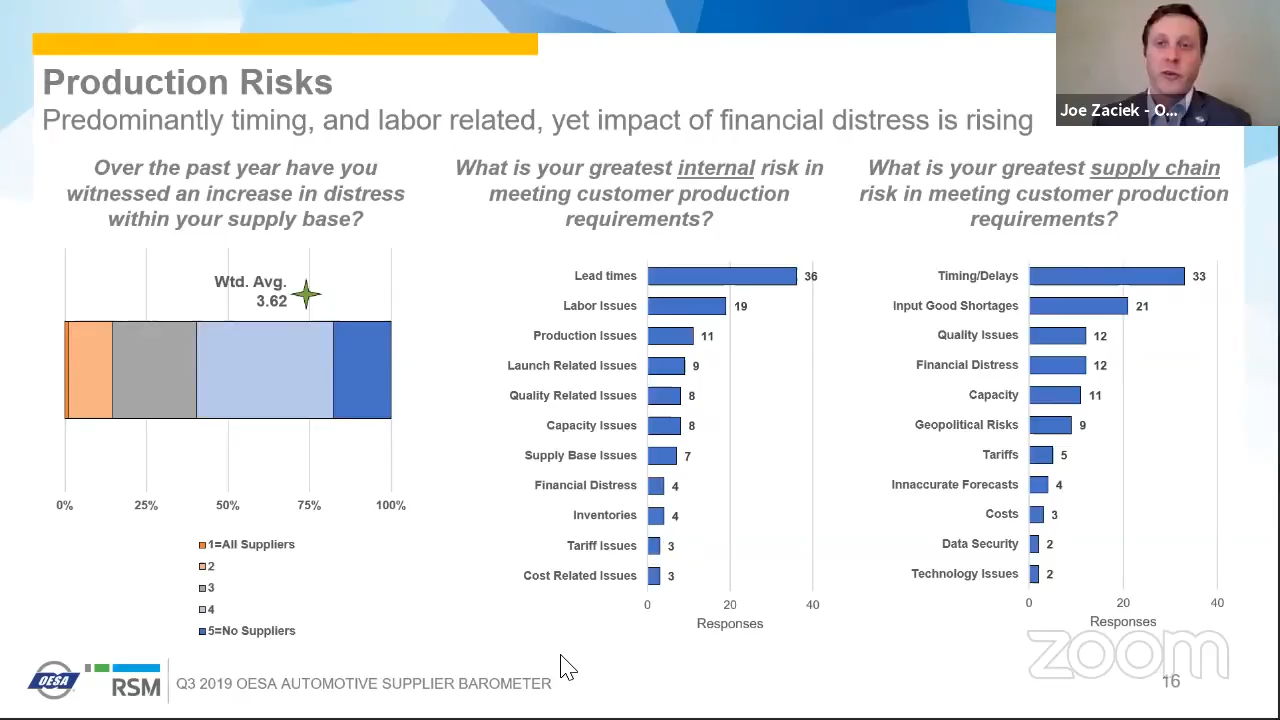 Production Risks
Predominantly timing, and labor related, yet impact of financial distress is rising
Joe Zaciek - O...
Over the past year have you
witnessed an increase in distress
within your supply base?
Wtd. Avg.
3.62
0% 25% 50% 75% 100%
1=All Suppliers
2
3
4
5=No Suppliers
What is your greatest internal risk in
meeting customer production
requirements?
Lead times 36
Labor Issues 19
Production Issues 11
Launch Related Issues 9
Quality Related Issues 8
Capacity Issues 8
Supply Base Issues 7
Financial Distress 4
Inventories 4
Tariff Issues 3
Cost Related Issues 3
0 20 40
Responses
What is your greatest supply chain
risk in meeting customer production
requirements?
Timing/Delays 33
Input Good Shortages 21
Quality Issues 12
Financial Distress 12
Capacity 11
Geopolitical Risks 9
Tariffs 5
Innaccurate Forecasts 4
Costs 3
Data Security 2
Technology Issues 2
0 20 40
Responses
zoom
OESA
RSM
Q3 2019 OESA AUTOMOTIVE SUPPLIER BAROMETER
16